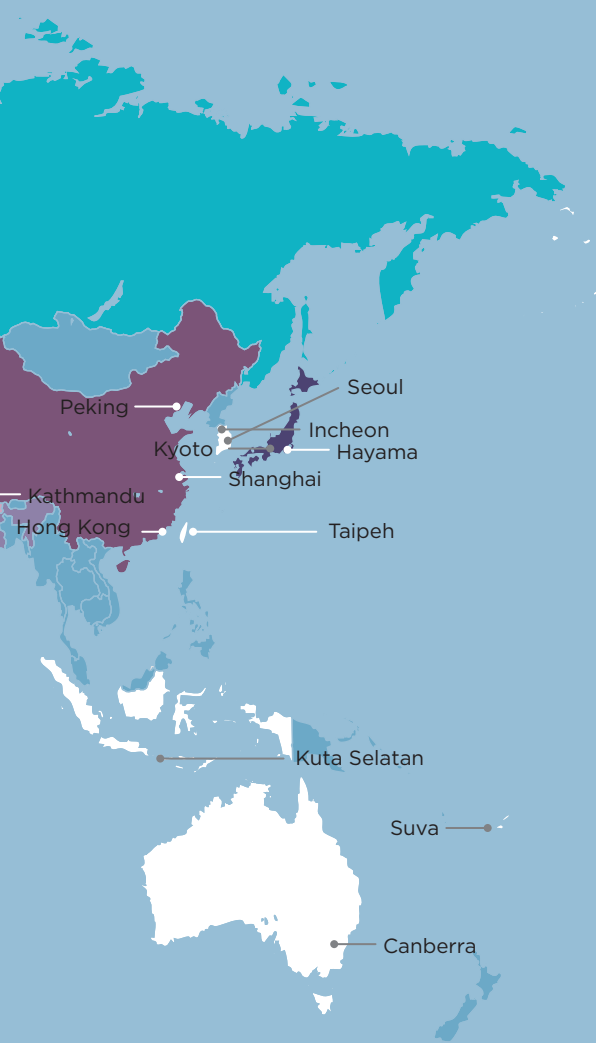 Seoul
Peking
Incheon
Kyoto
Hayama
Shanghai
Kathmandu
Hong Kong
Taipeh
Kuta Selatan
Suva
Canberra